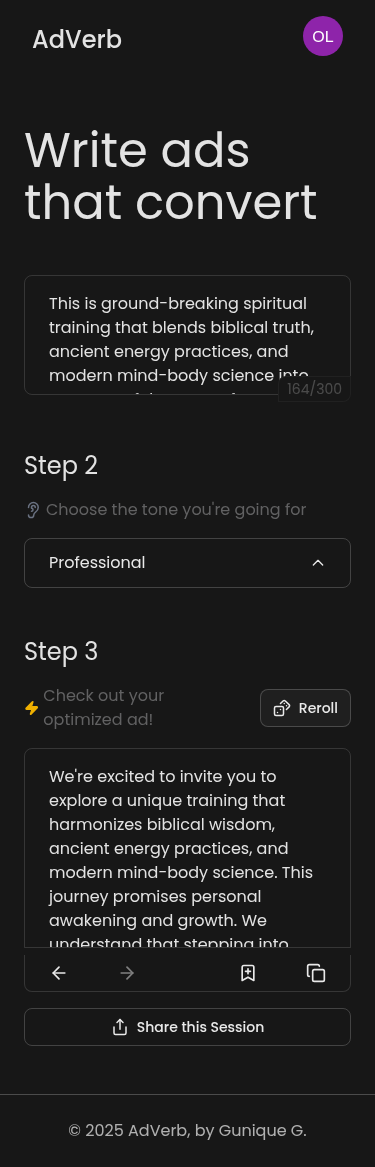 AdVerb
OL
Write ads
that convert
This is ground-breaking spiritual
training that blends biblical truth,
ancient energy practices, and
modern mind-body science into
164/300
Step 2
Choose the tone you're going for
Professional
Step 3
Check out your
optimized ad!
Reroll
We're excited to invite you to
explore a unique training that
harmonizes biblical wisdom,
ancient energy practices, and
modern mind-body science. This
journey promises personal
awakening and growth. We
understand that stepping into
Share this Session
© 2025 AdVerb, by Gunique G.